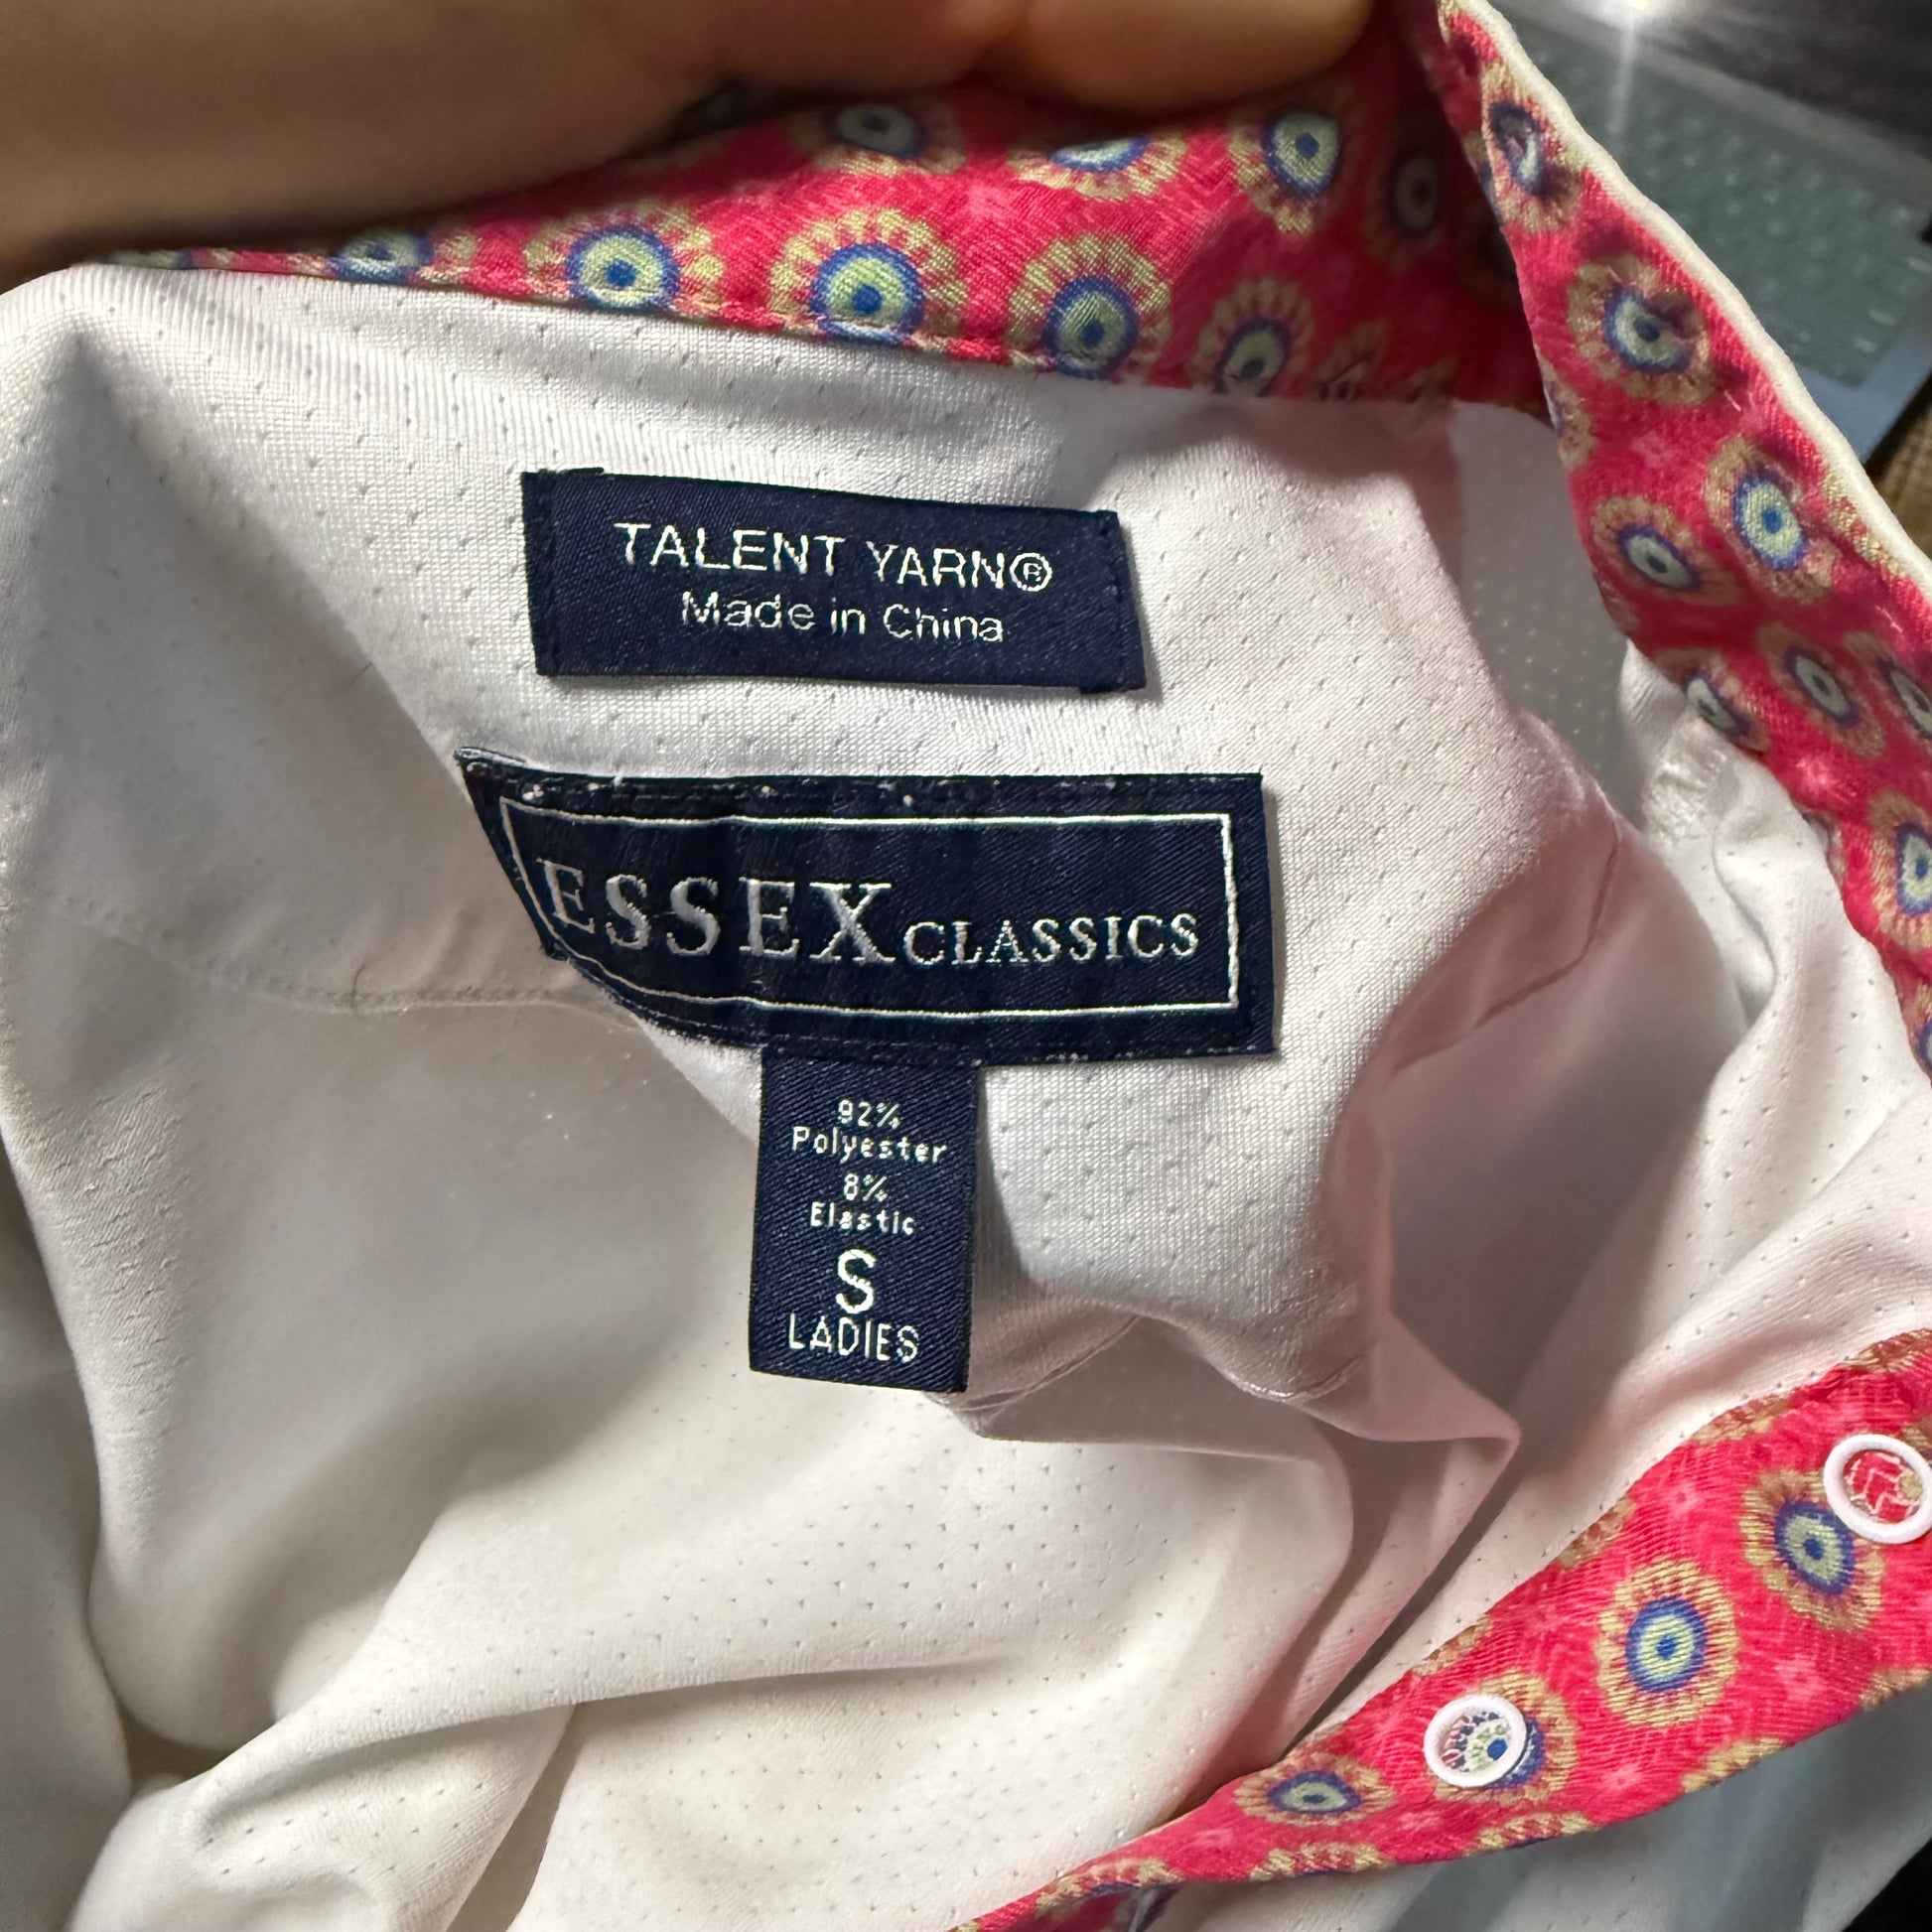 TALENT YARN®
Made in China
ESSEX CLASSICS
92%
Polyester
8%
Elastic
S
LADIES